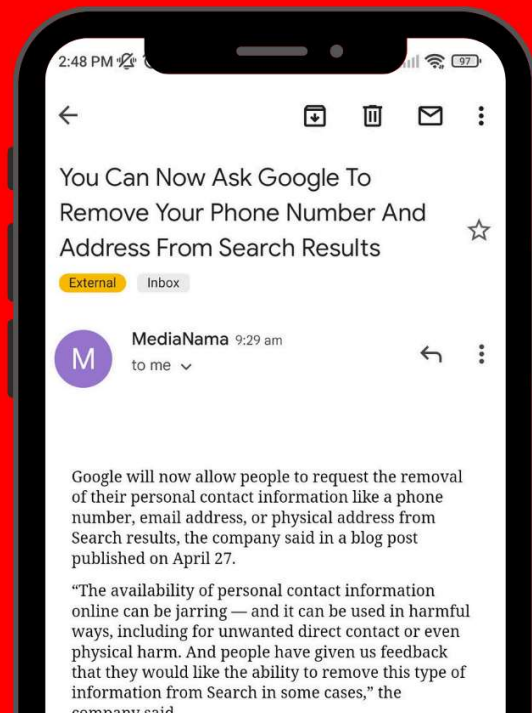 2:48 PM
97
You Can Now Ask Google To
Remove Your Phone Number And
Address From Search Results
External Inbox
M
MediaNama 9:29 am
to me
Google will now allow people to request the removal
of their personal contact information like a phone
number, email address, or physical address from
Search results, the company said in a blog post
published on April 27.
“The availability of personal contact information
online can be jarring — and it can be used in harmful
ways, including for unwanted direct contact or even
physical harm. And people have given us feedback
that they would like the ability to remove this type of
information from Search in some cases,” the
company said